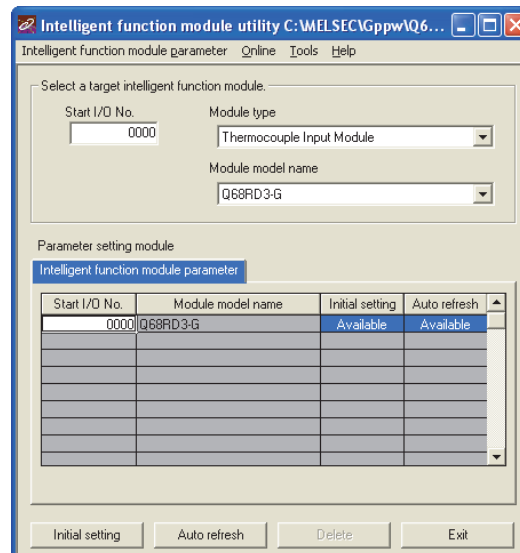 Intelligent function module utility C:\MELSEC\Gppw\Q6...
Intelligent function module parameter Online Tools Help
Select a target intelligent function module.
Start I/O No. Module type
0000 Thermocouple Input Module
Module model name
Q68RD3-G
Parameter setting module
Intelligent function module parameter
Start I/O No. Module model name Initial setting Auto refresh
0000 Q68RD3-G Available Available
Initial setting Auto refresh Delete Exit